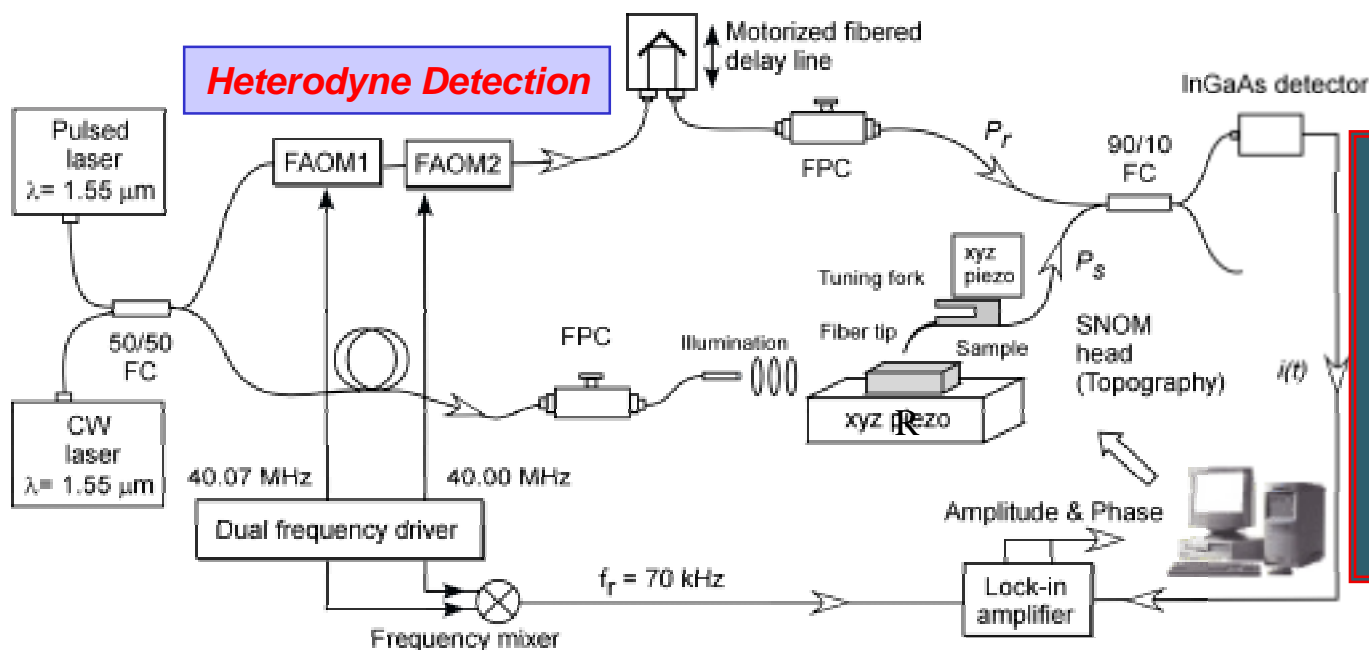 Heterodyne Detection
Motorized fibered
delay line
InGaAs detector
Pulsed
laser
λ= 1.55 μm
FAOM1
FAOM2
FPC
P_r
90/10
FC
50/50
FC
CW
laser
λ= 1.55 μm
FPC
Illumination
Tuning fork
xyz
piezo
P_s
Fiber tip
Sample
xyz piezo
R
SNOM
head
(Topography)
i(t)
40.07 MHz
40.00 MHz
Dual frequency driver
Amplitude & Phase
f_r = 70 kHz
Lock-in
amplifier
Frequency mixer